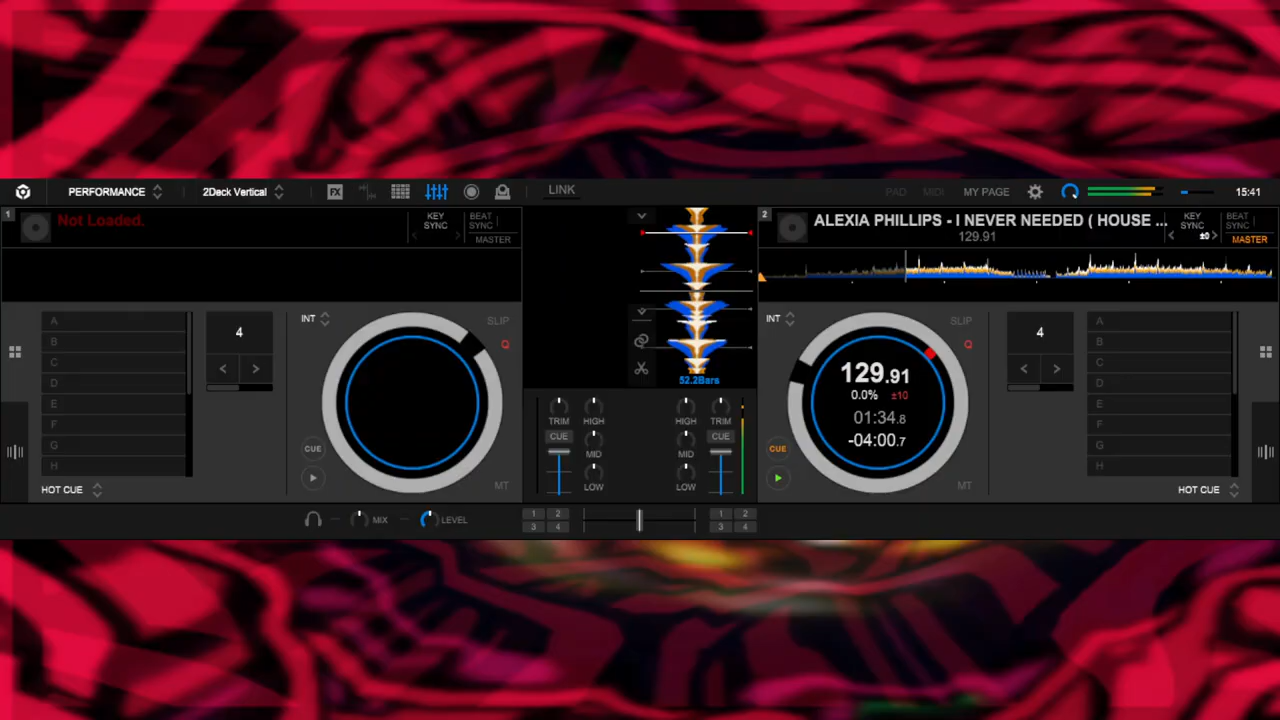 PERFORMANCE 2Deck Vertical FX LINK PAD MIDI MY PAGE 15:41
1 Not Loaded. KEY SYNC BEAT SYNC MASTER
2 ALEXIA PHILLIPS - I NEVER NEEDED ( HOUSE ... KEY SYNC BEAT SYNC
129.91 ±0 MASTER
INT SLIP INT SLIP
A 4 Q A
B B
C < > C
D 129.91 4 Q D
E 0.0% ±10 < > E
F 01:34.8 F
G -04:00.7 G
H H
52.2Bars
TRIM HIGH HIGH TRIM
CUE CUE CUE CUE
MID MID
LOW LOW
HOT CUE MT MT HOT CUE
MIX LEVEL
1 2 1 2
3 4 3 4